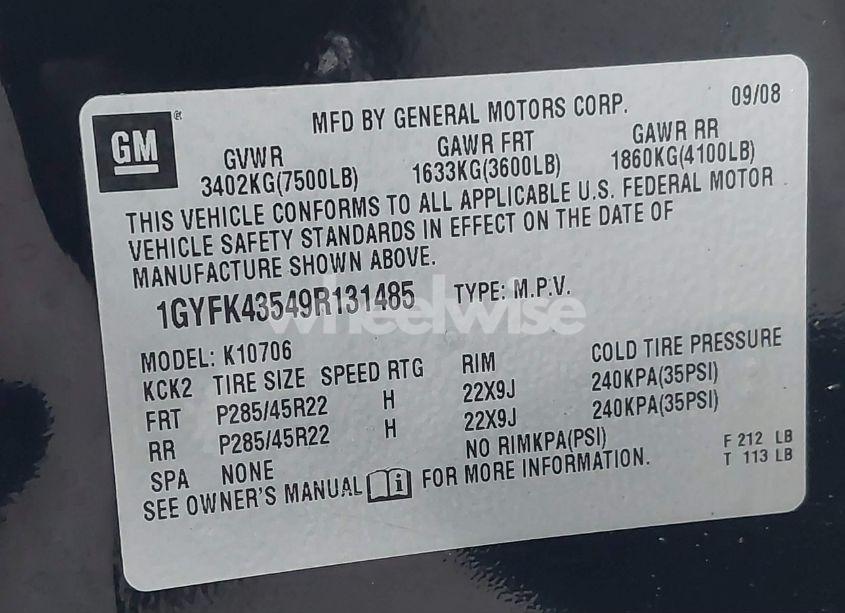 GM ®
MFD BY GENERAL MOTORS CORP. 09/08
GVWR GAWR FRT GAWR RR
3402KG(7500LB) 1633KG(3600LB) 1860KG(4100LB)
THIS VEHICLE CONFORMS TO ALL APPLICABLE U.S. FEDERAL MOTOR
VEHICLE SAFETY STANDARDS IN EFFECT ON THE DATE OF
MANUFACTURE SHOWN ABOVE.
1GYFK43549R131485 TYPE: M.P.V.
wheelwise
MODEL: K10706
KCK2 TIRE SIZE SPEED RTG RIM COLD TIRE PRESSURE
FRT P285/45R22 H 22X9J 240KPA(35PSI)
RR P285/45R22 H 22X9J 240KPA(35PSI)
SPA NONE NO RIMKPA(PSI) F 212 LB
SEE OWNER'S MANUAL i FOR MORE INFORMATION. T 113 LB